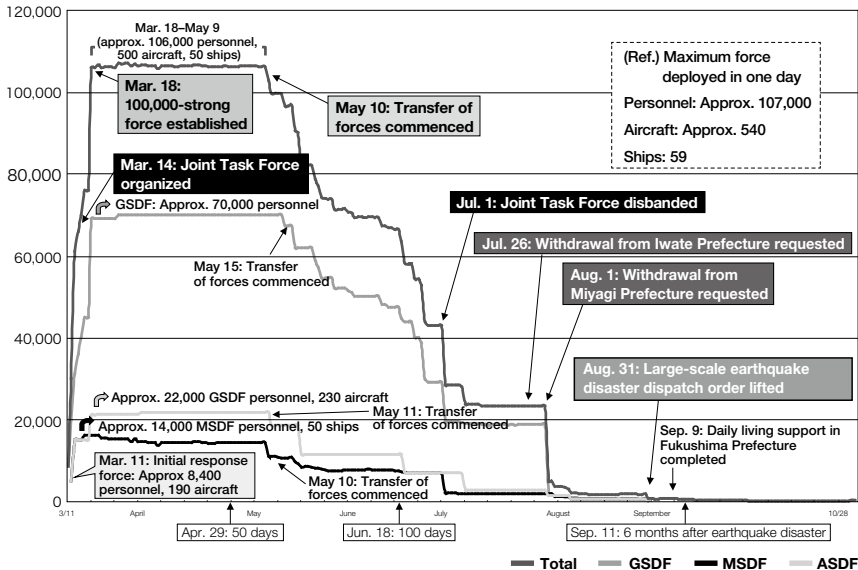 120,000
100,000
80,000
60,000
40,000
20,000
0
Mar. 18–May 9
(approx. 106,000 personnel,
500 aircraft, 50 ships)
Mar. 18:
100,000-strong
force established
May 10: Transfer of
forces commenced
(Ref.) Maximum force
deployed in one day
Personnel: Approx. 107,000
Aircraft: Approx. 540
Ships: 59
Mar. 14: Joint Task Force
organized
GSDF: Approx. 70,000 personnel
May 15: Transfer
of forces commenced
Jul. 1: Joint Task Force disbanded
Jul. 26: Withdrawal from Iwate Prefecture requested
Aug. 1: Withdrawal from
Miyagi Prefecture requested
Aug. 31: Large-scale earthquake
disaster dispatch order lifted
Approx. 22,000 GSDF personnel, 230 aircraft
May 11: Transfer
of forces commenced
Approx. 14,000 MSDF personnel, 50 ships
Sep. 9: Daily living support in
Fukushima Prefecture
completed
Mar. 11: Initial response
force: Approx 8,400
personnel, 190 aircraft
May 10: Transfer
of forces commenced
3/11 April May June July August September 10/28
Apr. 29: 50 days
Jun. 18: 100 days
Sep. 11: 6 months after earthquake disaster
Total GSDF MSDF ASDF